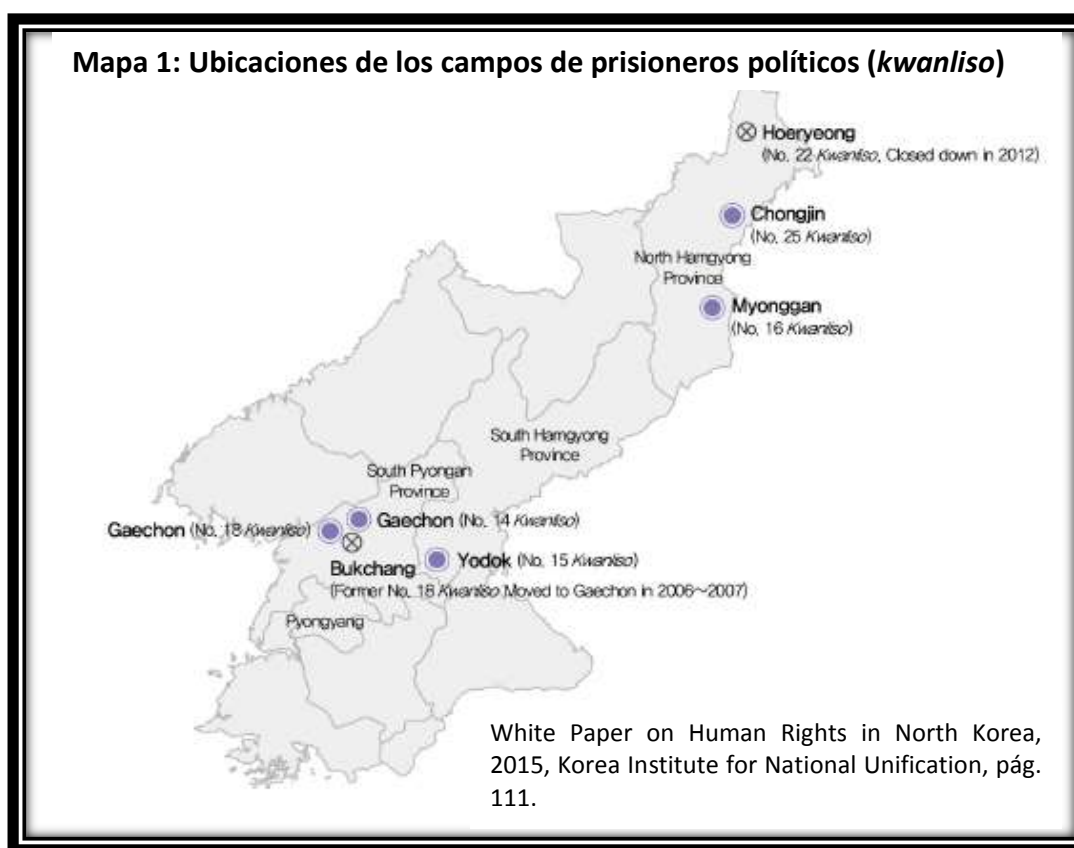 Mapa 1: Ubicaciones de los campos de prisioneros políticos (kwanliso)
Hoeryeong
(No. 22 Kwanliso, Closed down in 2012)
Chongjin
(No. 25 Kwanliso)
North Hamgyong
Province
Myonggan
(No. 16 Kwanliso)
South Hamgyong
Province
South Pyongan
Province
Gaechon (No. 14 Kwanliso)
Gaechon (No. 18 Kwanliso)
Yodok (No. 15 Kwanliso)
Bukchang
(Former No. 18 Kwanliso Moved to Gaechon in 2006~2007)
Pyongyang
White Paper on Human Rights in North Korea,
2015, Korea Institute for National Unification, pág.
111.